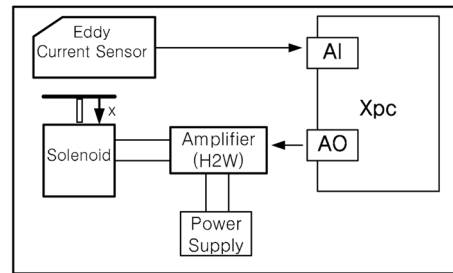 Eddy
Current Sensor
AI
Xpc
x
Solenoid
Amplifier
(H2W)
AO
Power
Supply